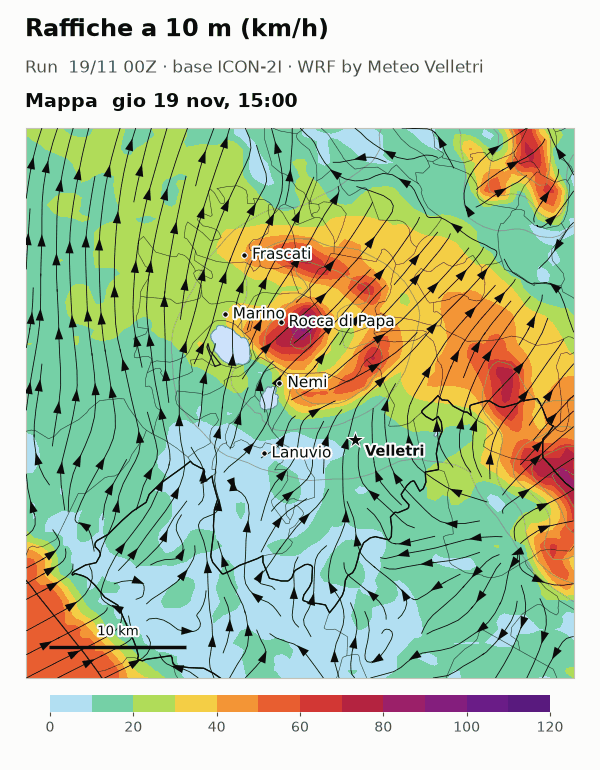 Raffiche a 10 m (km/h)
Run  19/11 00Z · base ICON-2I · WRF by Meteo Velletri
Mappa  gio 19 nov, 15:00
Frascati
Marino
Rocca di Papa
Nemi
Lanuvio
Velletri
10 km
0 20 40 60 80 100 120